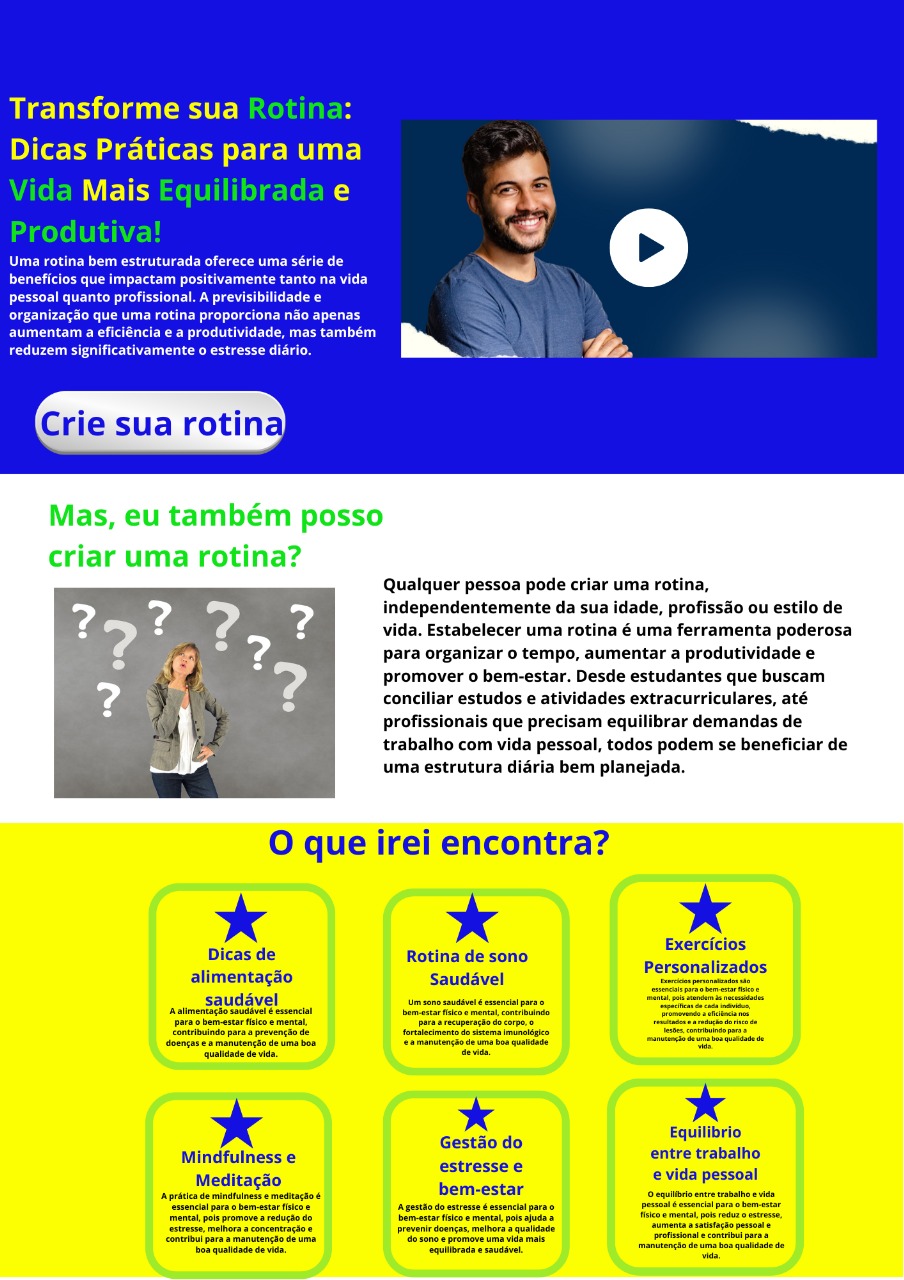 Transforme sua Rotina:
Dicas Práticas para uma
Vida Mais Equilibrada e
Produtiva!
Uma rotina bem estruturada oferece uma série de
benefícios que impactam positivamente tanto na vida
pessoal quanto profissional. A previsibilidade e
organização que uma rotina proporciona não apenas
aumentam a eficiência e a produtividade, mas também
reduzem significativamente o estresse diário.
Crie sua rotina
Mas, eu também posso
criar uma rotina?
? ? ? ? ? ? ? ?
Qualquer pessoa pode criar uma rotina,
independentemente da sua idade, profissão ou estilo de
vida. Estabelecer uma rotina é uma ferramenta poderosa
para organizar o tempo, aumentar a produtividade e
promover o bem-estar. Desde estudantes que buscam
conciliar estudos e atividades extracurriculares, até
profissionais que precisam equilibrar demandas de
trabalho com vida pessoal, todos podem se beneficiar de
uma estrutura diária bem planejada.
O que irei encontra?
Dicas de
alimentação
saudável
A alimentação saudável é essencial
para o bem-estar físico e mental,
contribuindo para a prevenção de
doenças e a manutenção de uma boa
qualidade de vida.
Rotina de sono
Saudável
Um sono saudável é essencial para o
bem-estar físico e mental, contribuindo
para a recuperação do corpo, o
fortalecimento do sistema imunológico
e a manutenção de uma boa qualidade
de vida.
Exercícios
Personalizados
Exercícios personalizados são
essenciais para o bem-estar físico e
mental, pois atendem às necessidades
específicas de cada indivíduo,
promovendo a eficiência nos
resultados e a redução do risco de
lesões, contribuindo para a
manutenção de uma boa qualidade de
vida.
Mindfulness e
Meditação
A prática de mindfulness e meditação é
essencial para o bem-estar físico e
mental, pois promove a redução do
estresse, melhora a concentração e
contribui para a manutenção de uma
boa qualidade de vida.
Gestão do
estresse e
bem-estar
A gestão do estresse é essencial para o
bem-estar físico e mental, pois ajuda a
prevenir doenças, melhora a qualidade
do sono e promove uma vida mais
equilibrada e saudável.
Equilibrio
entre trabalho
e vida pessoal
O equilíbrio entre trabalho e vida
pessoal é essencial para o bem-estar
físico e mental, pois reduz o estresse,
aumenta a satisfação pessoal e
profissional e contribui para a
manutenção de uma boa qualidade de
vida.